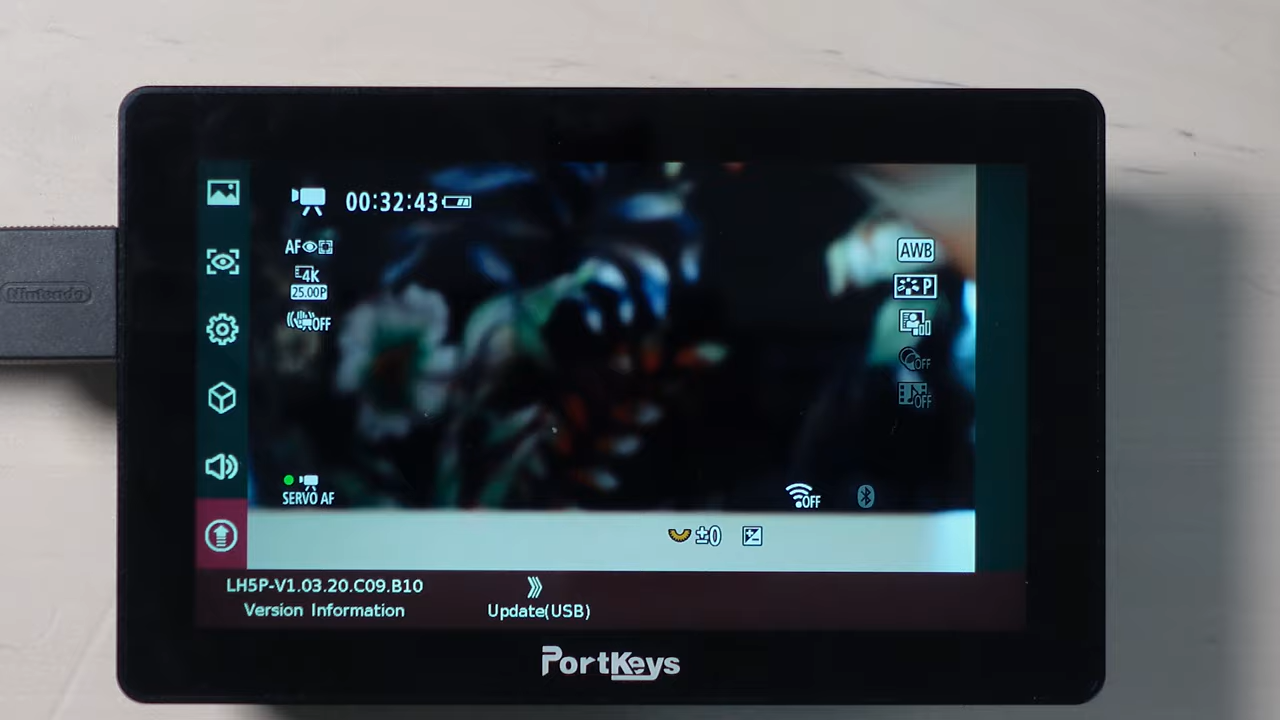 00:32:43
AF
4K
25.00P
OFF
AWB
P
OFF
OFF
Nintendo
SERVO AF
OFF
±0
LH5P-V1.03.20.C09.B10
Version Information
Update(USB)
PortKeys